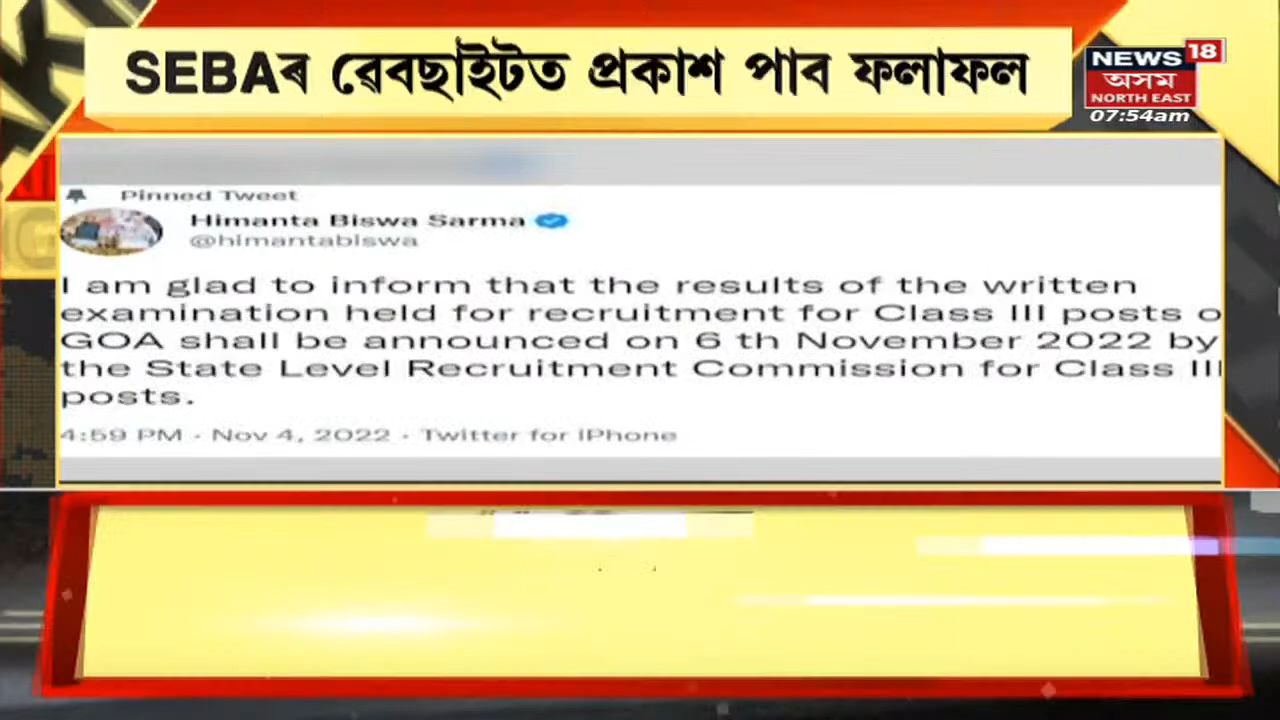 SEBAৰ ৱেবছাইটত প্ৰকাশ পাব ফলাফল
NEWS 18
অসম
NORTH EAST
07:54am
Pinned Tweet
Himanta Biswa Sarma
@himantabiswa
I am glad to inform that the results of the written
examination held for recruitment for Class III posts o
GOA shall be announced on 6 th November 2022 by
the State Level Recruitment Commission for Class III
posts.
4:59 PM · Nov 4, 2022 · Twitter for iPhone